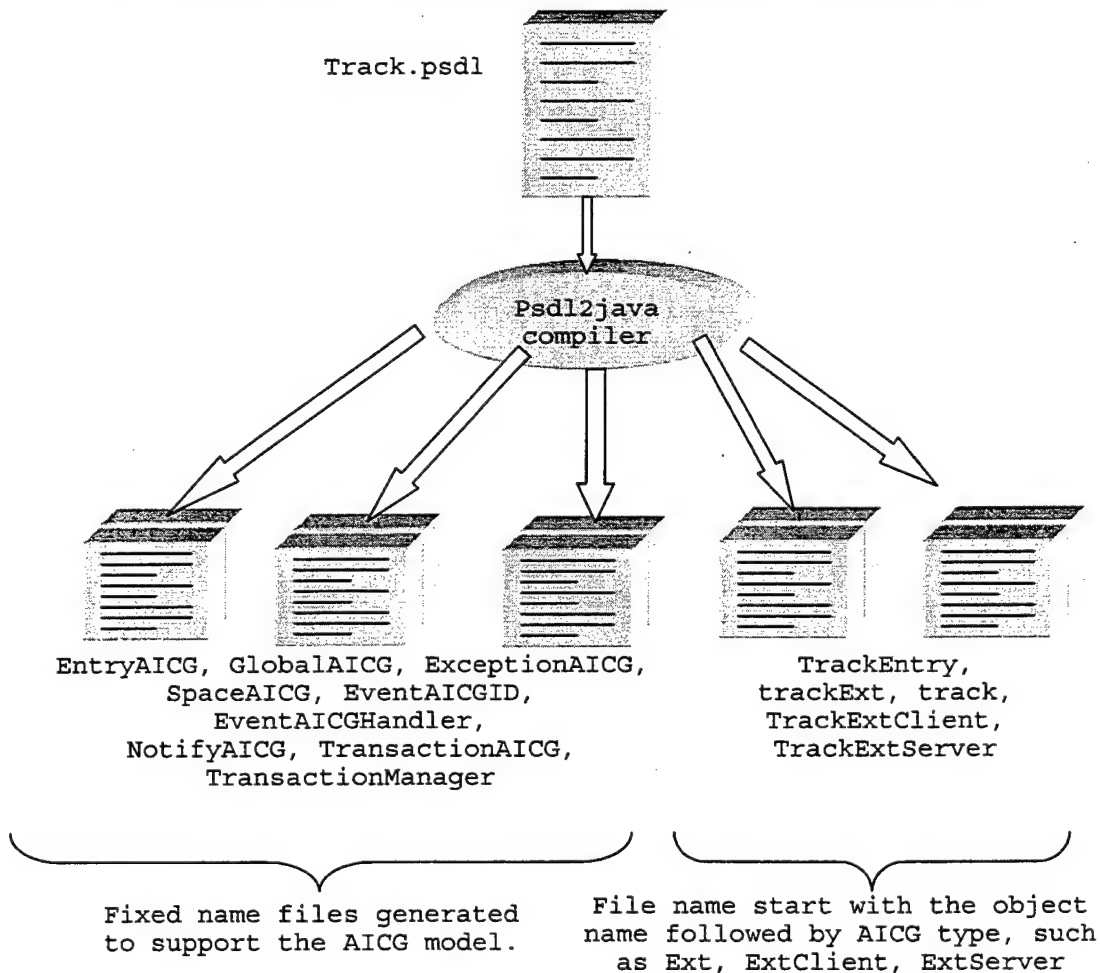 Track.psdl
Psdl2java
compiler
EntryAICG, GlobalAICG, ExceptionAICG,
SpaceAICG, EventAICGID,
EventAICGHandler,
NotifyAICG, TransactionAICG,
TransactionManager
TrackEntry,
trackExt, track,
TrackExtClient,
TrackExtServer
Fixed name files generated
to support the AICG model.
File name start with the object
name followed by AICG type, such
as Ext, ExtClient, ExtServer